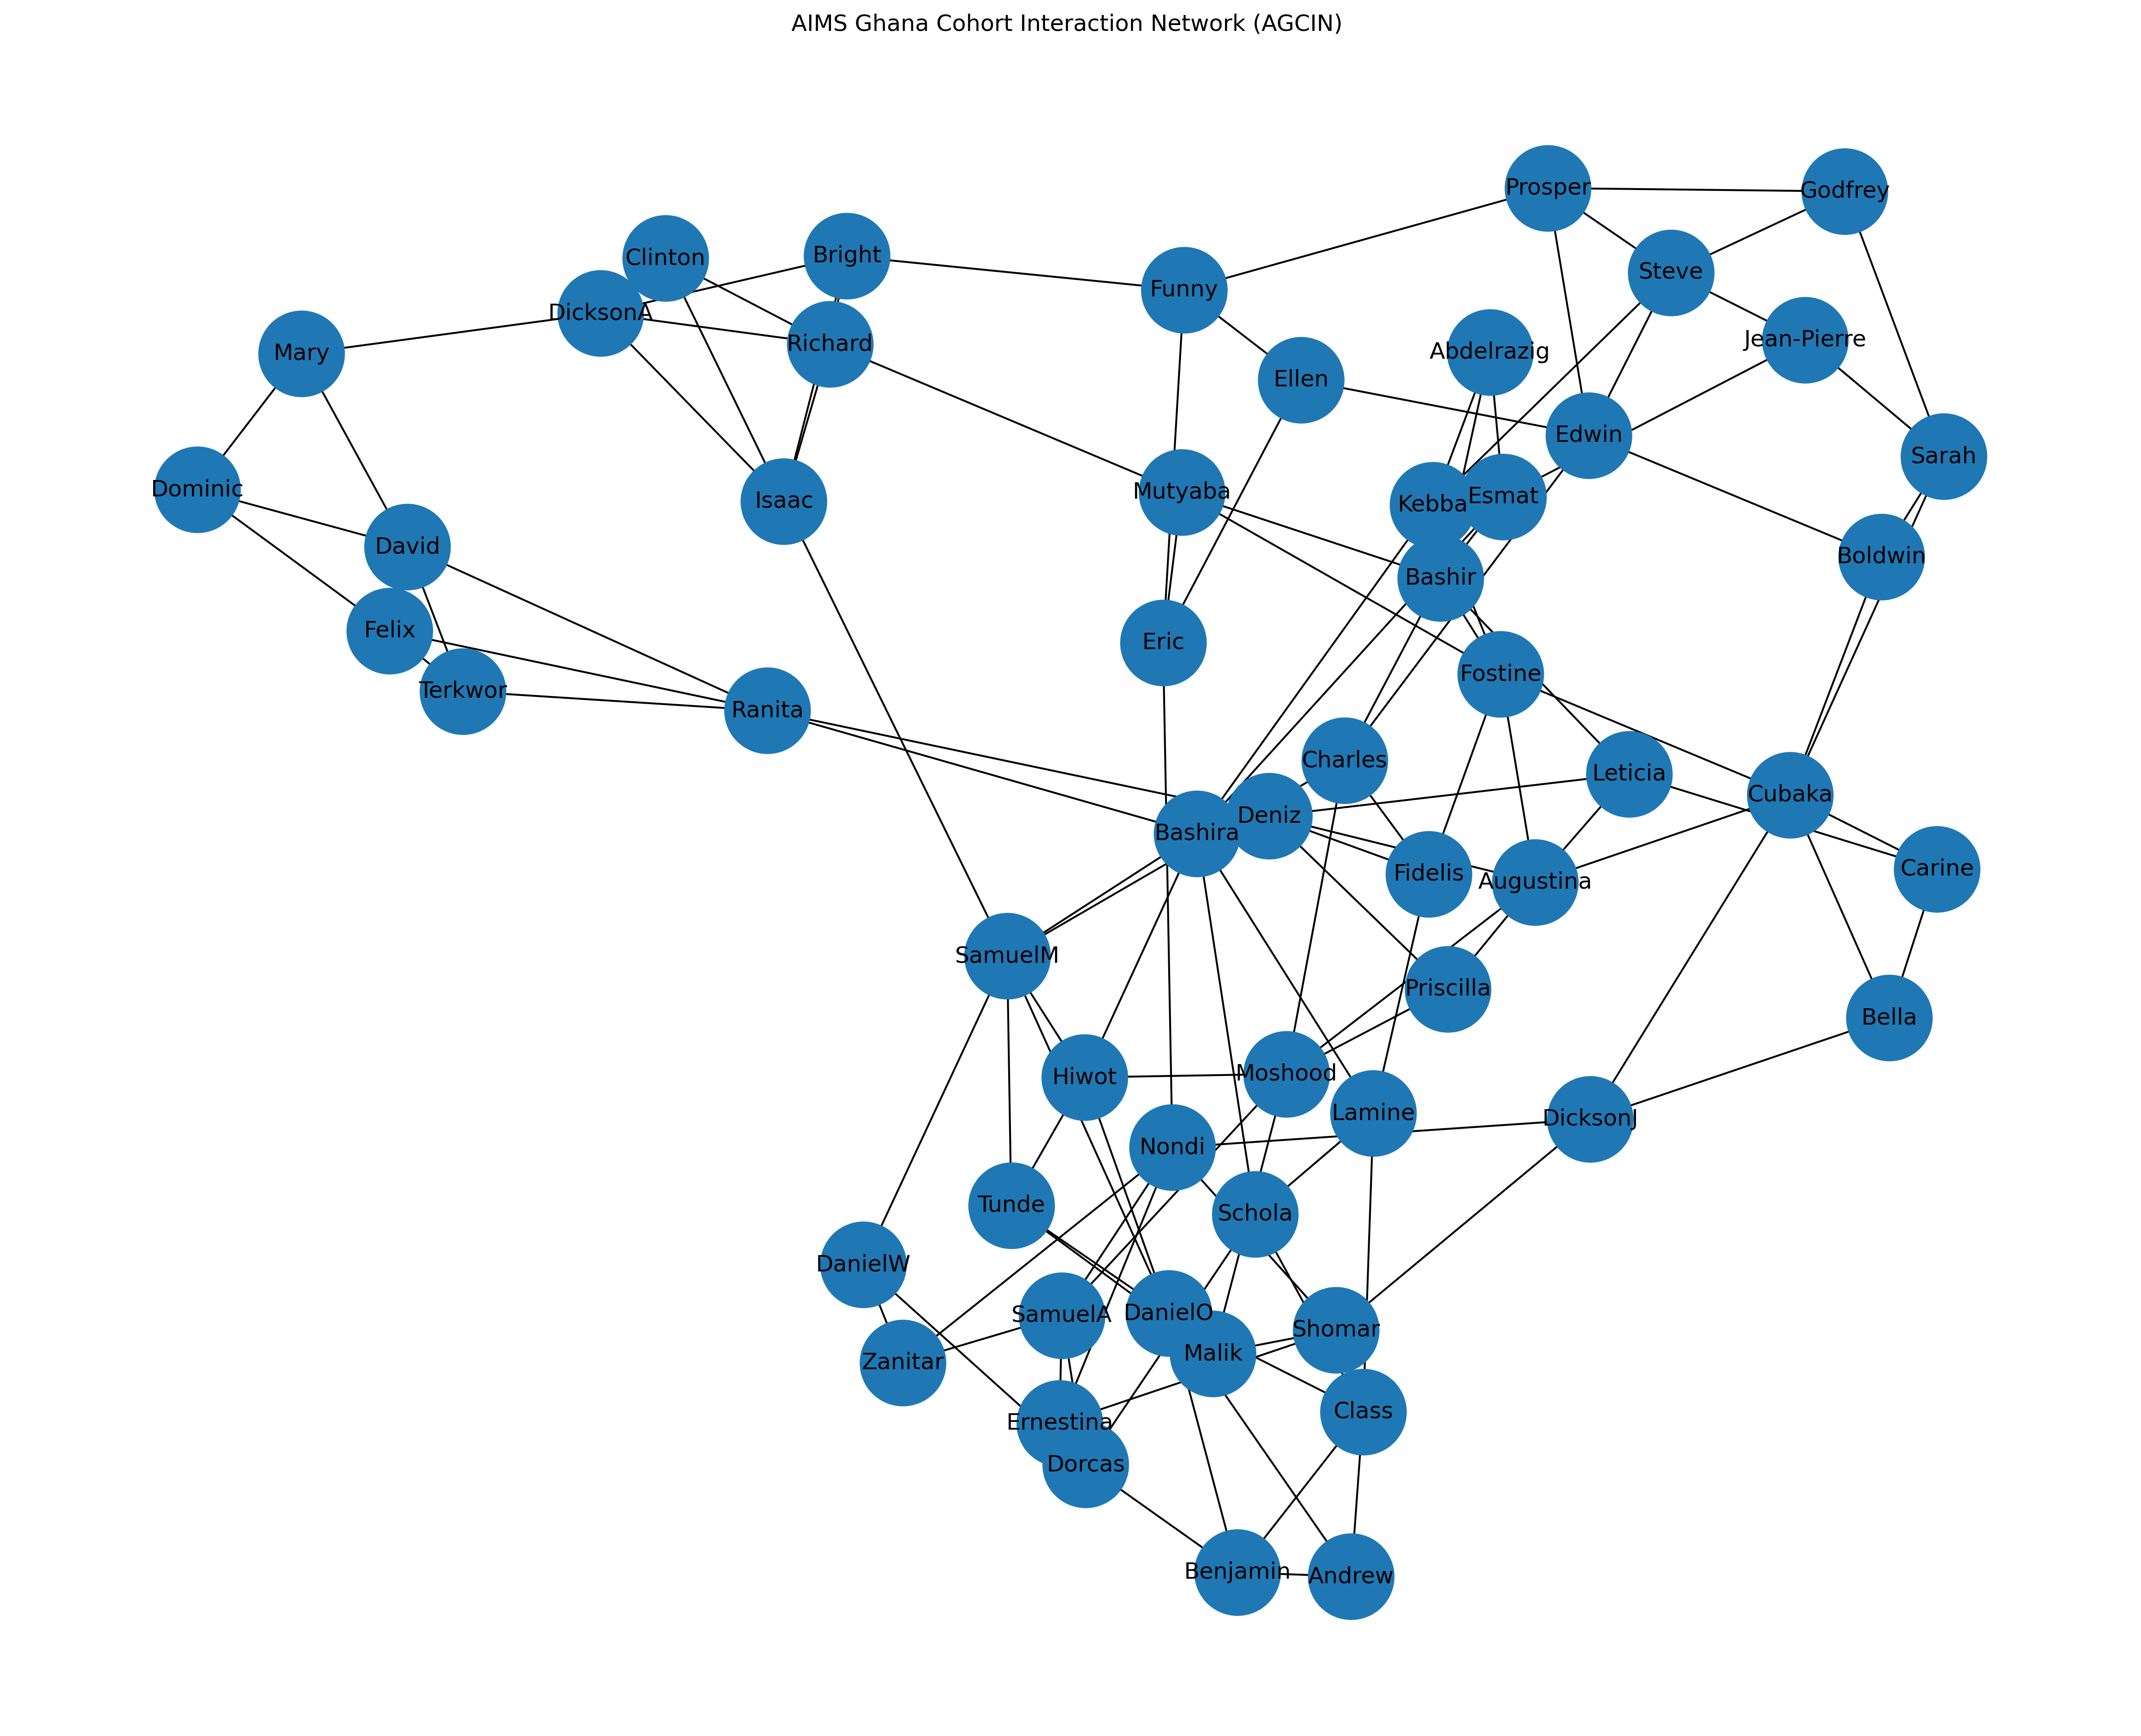 AIMS Ghana Cohort Interaction Network (AGCIN)
Prosper
Godfrey
Clinton
Bright
Steve
Funny
DicksonA
Richard
Jean-Pierre
Mary
Abdelrazig
Ellen
Edwin
Sarah
Dominic
Mutyaba
Esmat
Kebba
Isaac
David
Boldwin
Bashir
Felix
Eric
Fostine
Terkwor
Ranita
Charles
Leticia
Cubaka
Deniz
Bashira
Carine
Fidelis
Augustina
SamuelM
Priscilla
Bella
Moshood
Hiwot
Lamine
DicksonJ
Nondi
Tunde
Schola
DanielW
DanielO
SamuelA
Shomar
Malik
Zanitar
Class
Ernestina
Dorcas
Benjamin
Andrew